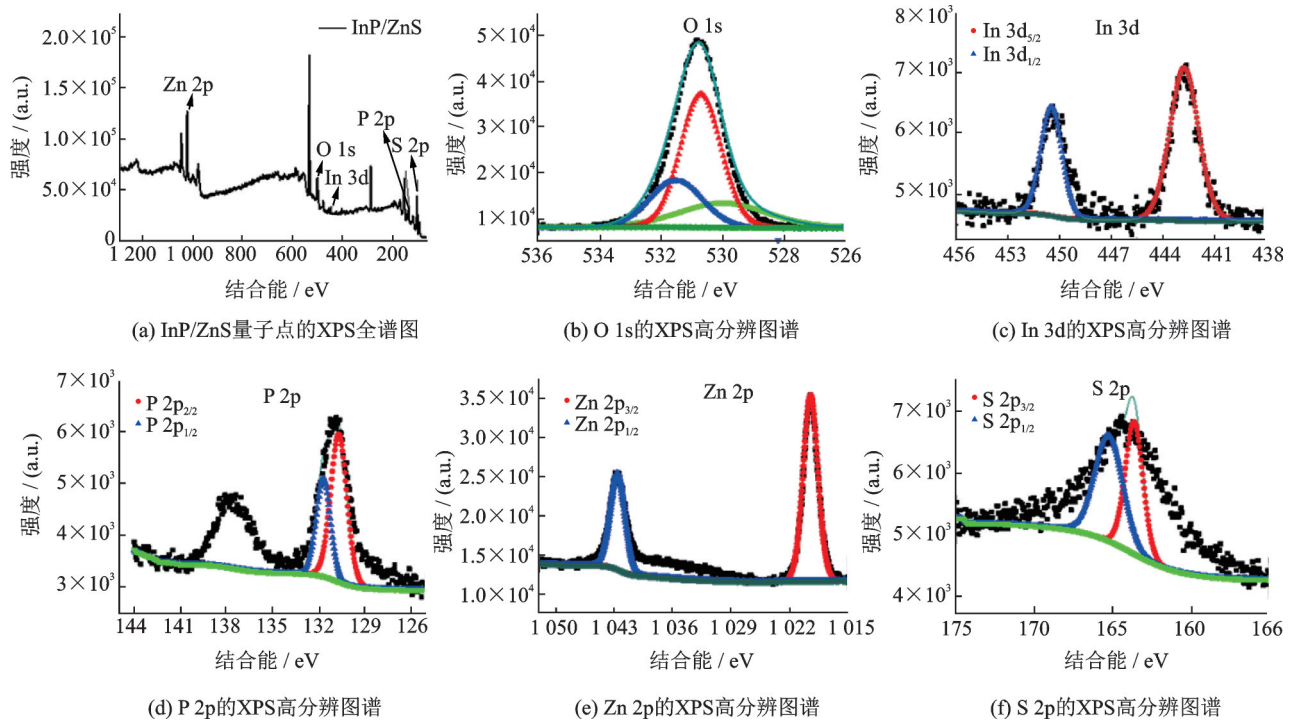 InP/ZnS
2.0×10⁵
1.5×10⁵
1.0×10⁵
5.0×10⁴
0
强度 / (a.u.)
Zn 2p
O 1s
In 3d
P 2p
S 2p
1 200 1 000 800 600 400 200
结合能 / eV
(a) InP/ZnS量子点的XPS全谱图
O 1s
5×10⁴
4×10⁴
3×10⁴
2×10⁴
1×10⁴
强度 / (a.u.)
536 534 532 530 528 526
结合能 / eV
(b) O 1s的XPS高分辨图谱
In 3d₅/₂
In 3d₁/₂
In 3d
8×10³
7×10³
6×10³
5×10³
强度 / (a.u.)
456 453 450 447 444 441 438
结合能 / eV
(c) In 3d的XPS高分辨图谱
P 2p₂/₂
P 2p₁/₂
P 2p
7×10³
6×10³
5×10³
4×10³
3×10³
强度 / (a.u.)
144 141 138 135 132 129 126
结合能 / eV
(d) P 2p的XPS高分辨图谱
Zn 2p₃/₂
Zn 2p₁/₂
Zn 2p
3.5×10⁴
3.0×10⁴
2.5×10⁴
2.0×10⁴
1.5×10⁴
1.0×10⁴
强度 / (a.u.)
1 050 1 043 1 036 1 029 1 022 1 015
结合能 / eV
(e) Zn 2p的XPS高分辨图谱
S 2p₃/₂
S 2p₁/₂
S 2p
7×10³
6×10³
5×10³
4×10³
强度 / (a.u.)
175 170 165 160 166
结合能 / eV
(f) S 2p的XPS高分辨图谱